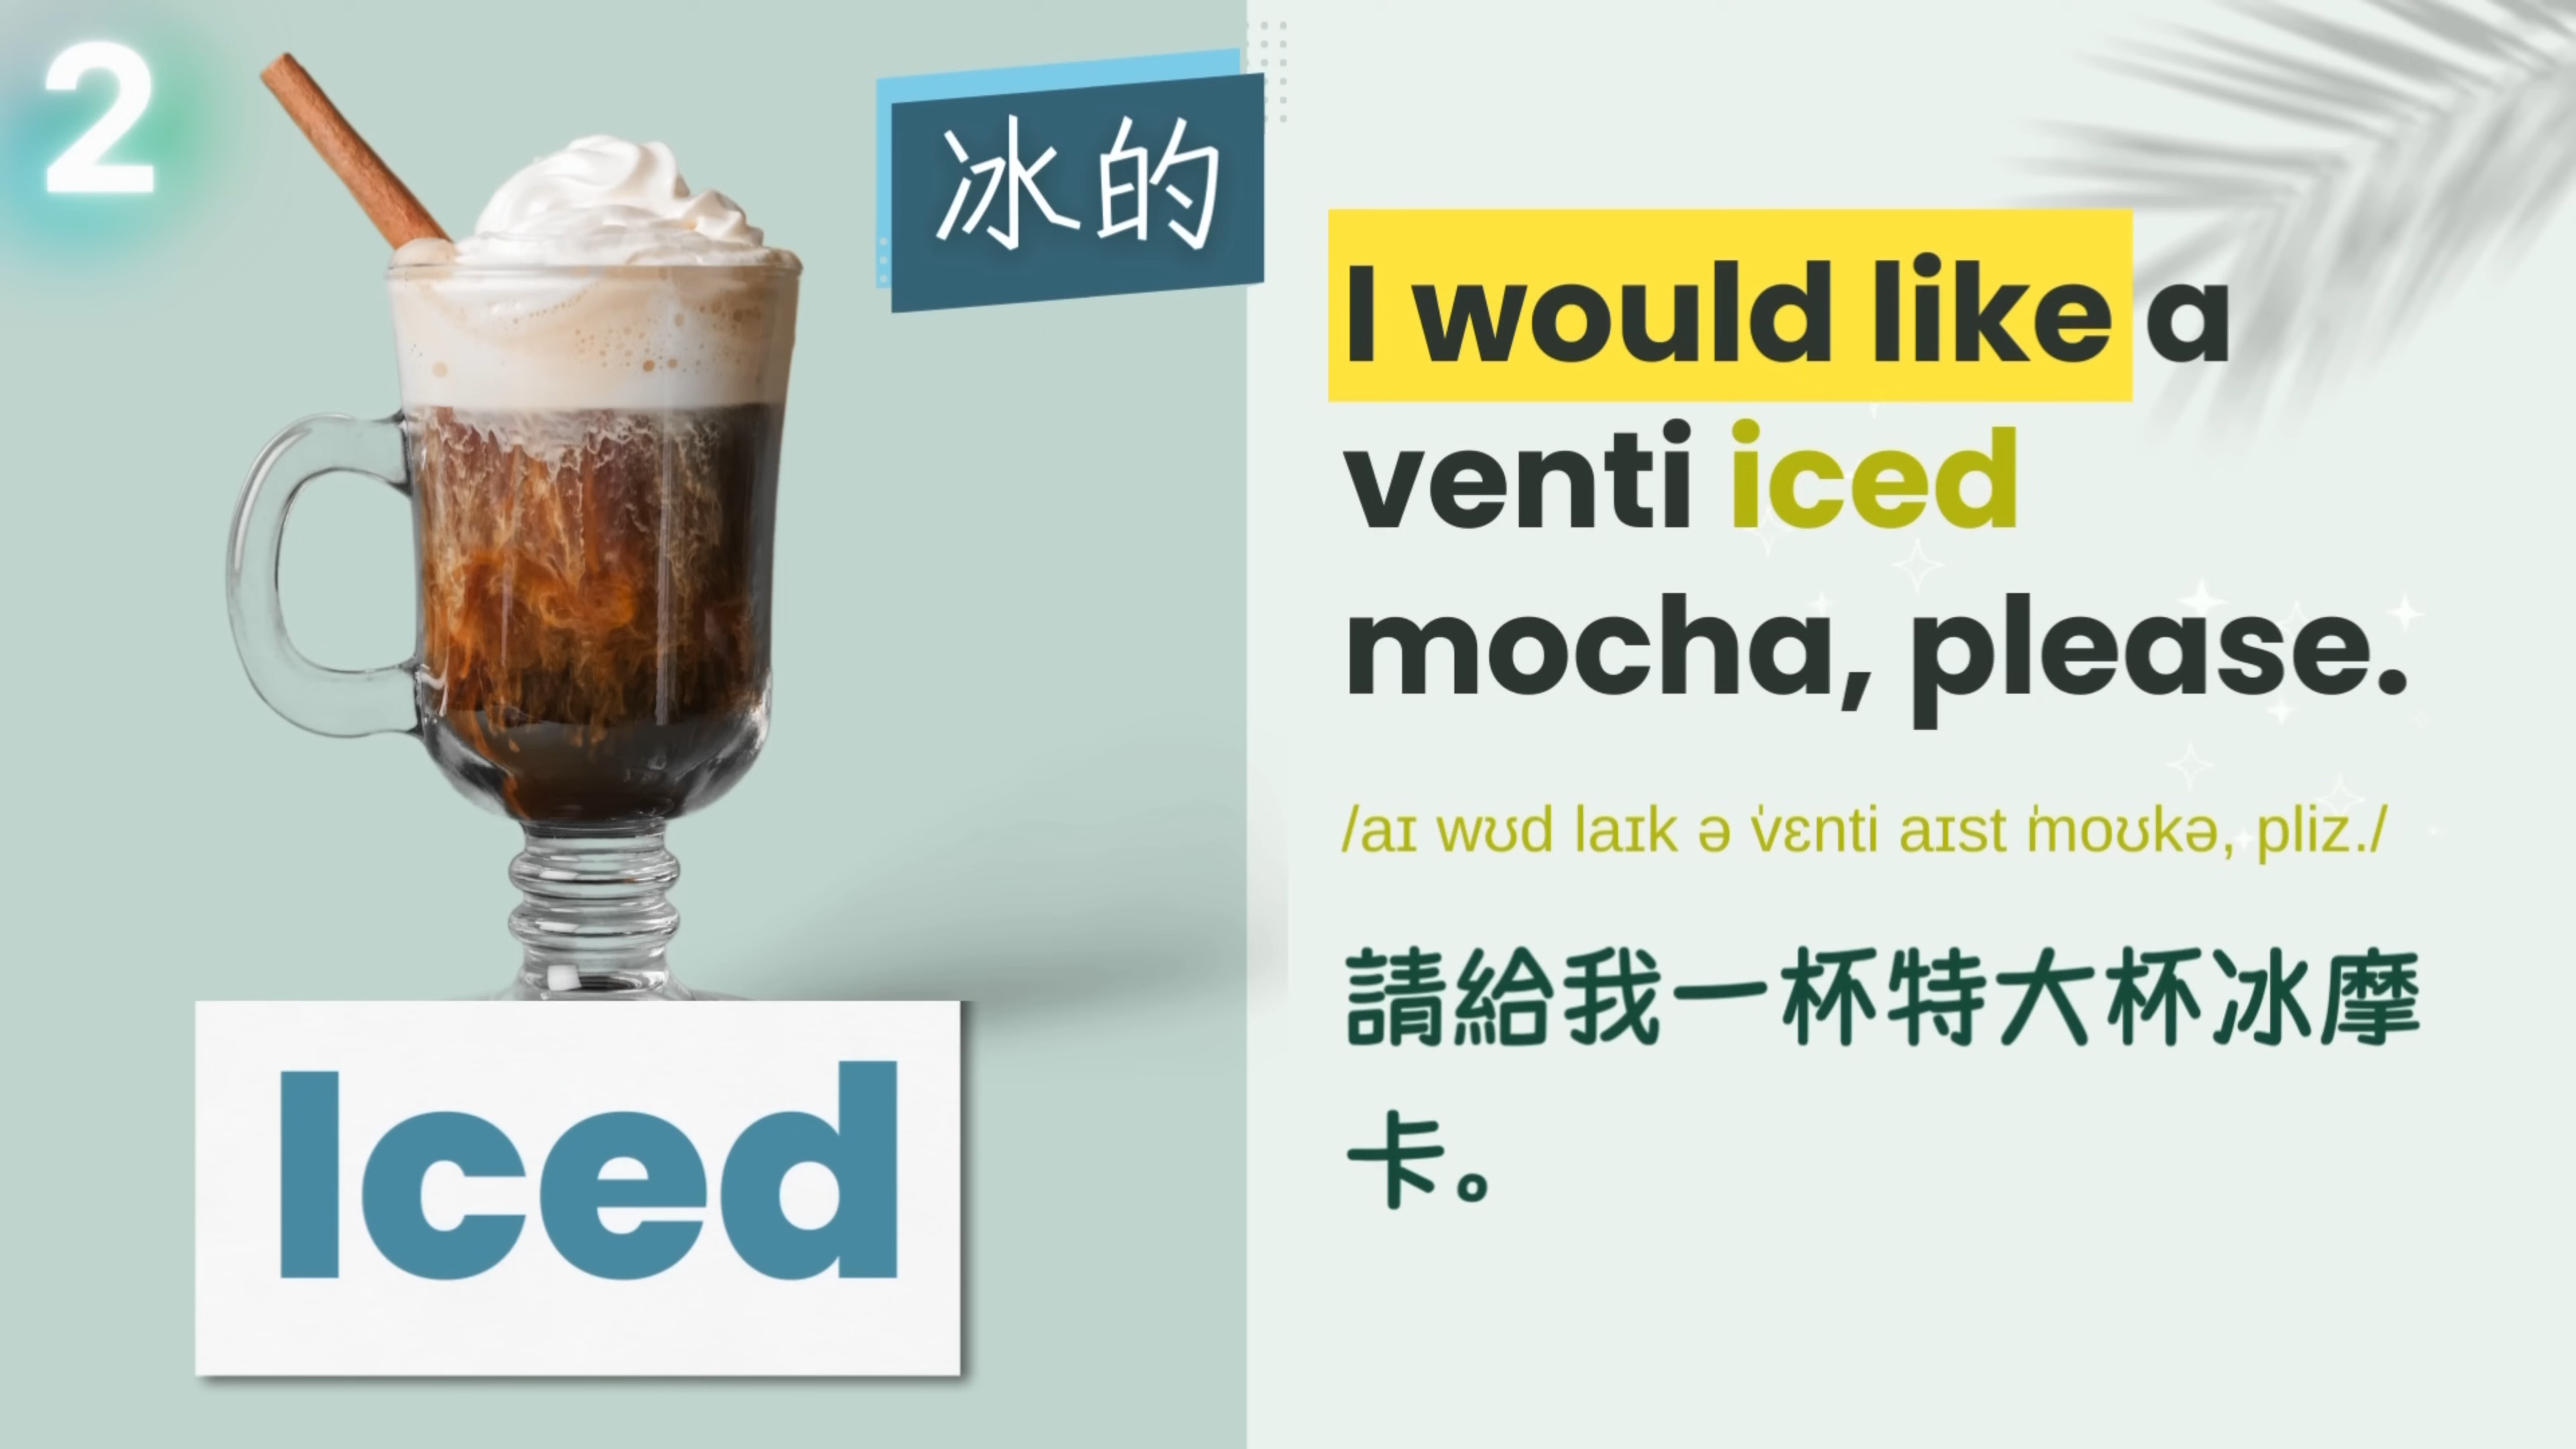 2
冰的
Iced
I would like a
venti iced
mocha, please.
/aɪ wʊd laɪk ə ˈvɛnti aɪst ˈmoʊkə, pliz./
請給我一杯特大杯冰摩
卡。